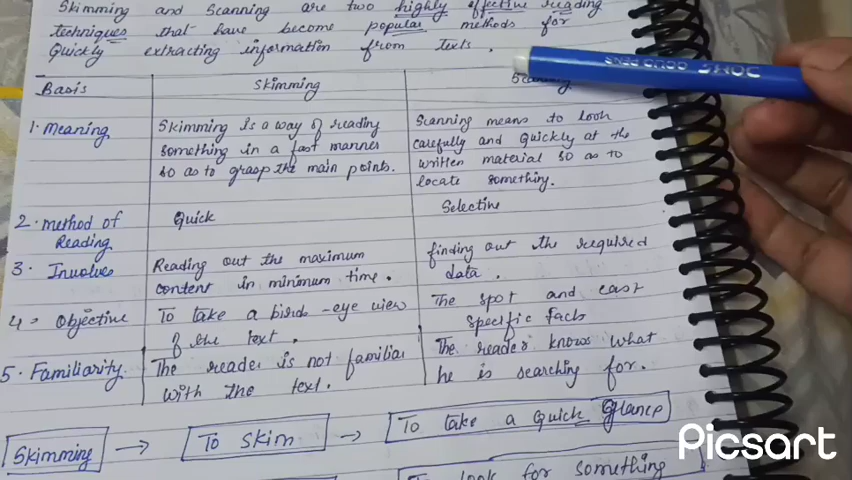 Skimming and Scanning are two highly effective reading
techniques that have become popular methods for
Quickly extracting information from texts.
Basis
Skimming
1. Meaning
Skimming is a way of reading
something in a fast manner
so as to grasp the main points.
Scanning means to look
carefully and Quickly at the
written material so as to
locate something.
2. method of
Reading
Quick
Selective
3. Involves
Reading out the maximum
content in minimum time.
finding out the required
data.
4 → Objective
To take a birds-eye view
of the text.
The spot and
specific facts
5. Familiarity.
The reader is not familiar
with the text.
The reader knows what
he is searching for.
Skimming → To skim → To take a Quick Glance
To look for something
Picsart